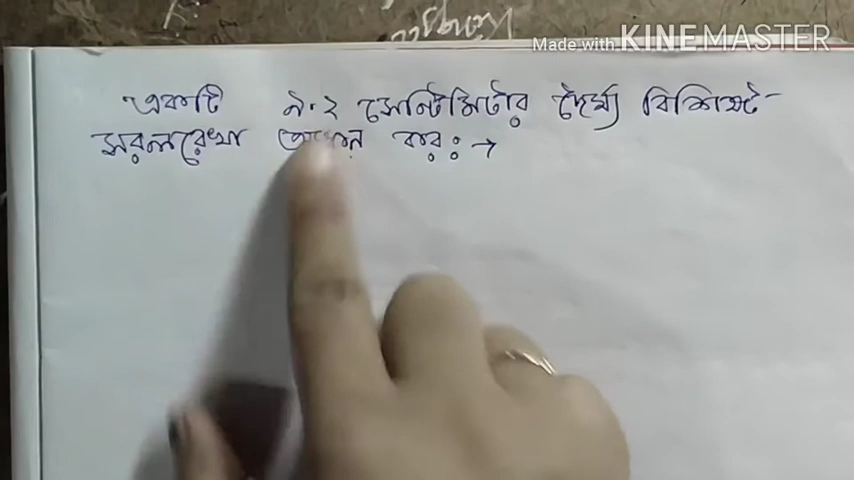 Made with KINEMASTER
একটি ৯.২ সেন্টিমিটার দৈর্ঘ্য বিশিষ্ট
সরলরেখা কর: →